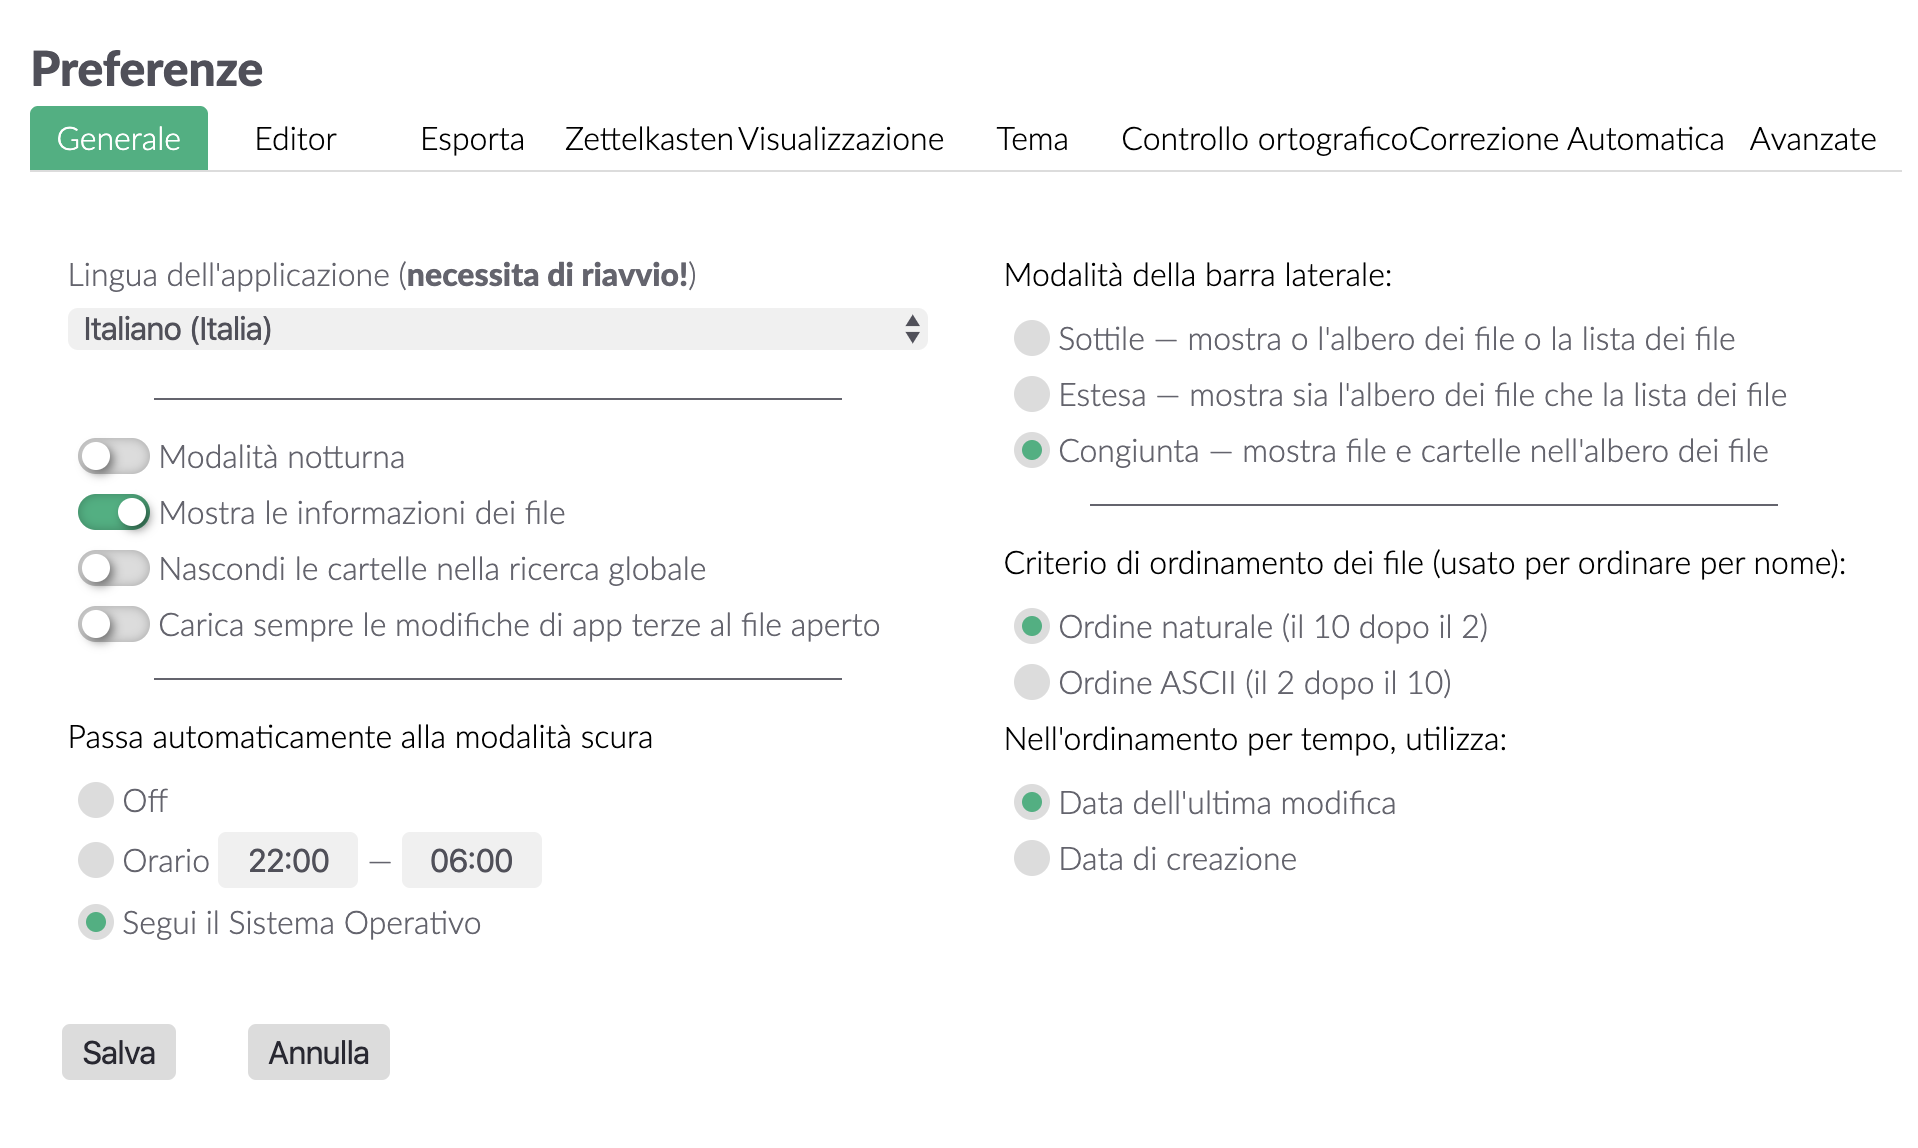 Preferenze
Generale Editor Esporta Zettelkasten Visualizzazione Tema Controllo ortografico Correzione Automatica Avanzate
Lingua dell'applicazione (necessita di riavvio!)
Italiano (Italia)
Modalità notturna
Mostra le informazioni dei file
Nascondi le cartelle nella ricerca globale
Carica sempre le modifiche di app terze al file aperto
Passa automaticamente alla modalità scura
Off
Orario 22:00 — 06:00
Segui il Sistema Operativo
Modalità della barra laterale:
Sottile — mostra o l'albero dei file o la lista dei file
Estesa — mostra sia l'albero dei file che la lista dei file
Congiunta — mostra file e cartelle nell'albero dei file
Criterio di ordinamento dei file (usato per ordinare per nome):
Ordine naturale (il 10 dopo il 2)
Ordine ASCII (il 2 dopo il 10)
Nell'ordinamento per tempo, utilizza:
Data dell'ultima modifica
Data di creazione
Salva Annulla